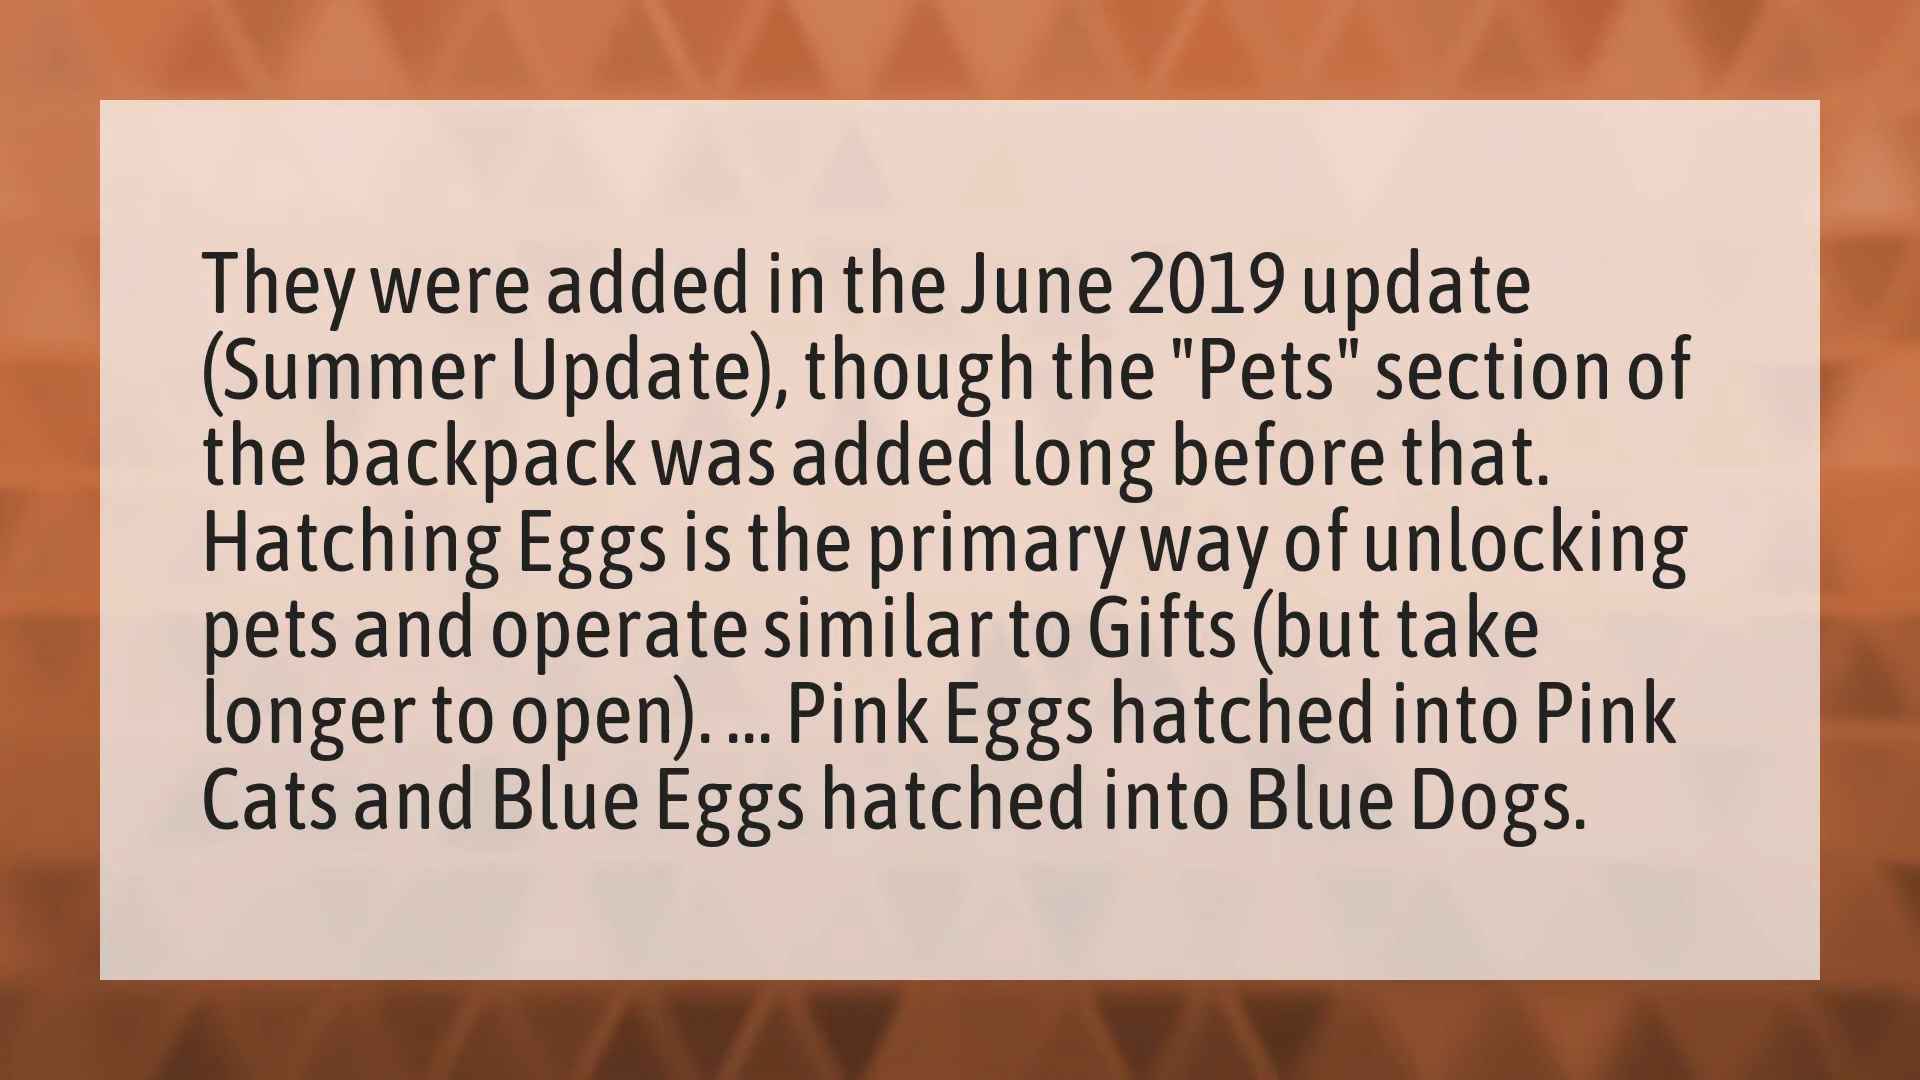 They were added in the June 2019 update
(Summer Update), though the "Pets" section of
the backpack was added long before that.
Hatching Eggs is the primary way of unlocking
pets and operate similar to Gifts (but take
longer to open). ... Pink Eggs hatched into Pink
Cats and Blue Eggs hatched into Blue Dogs.